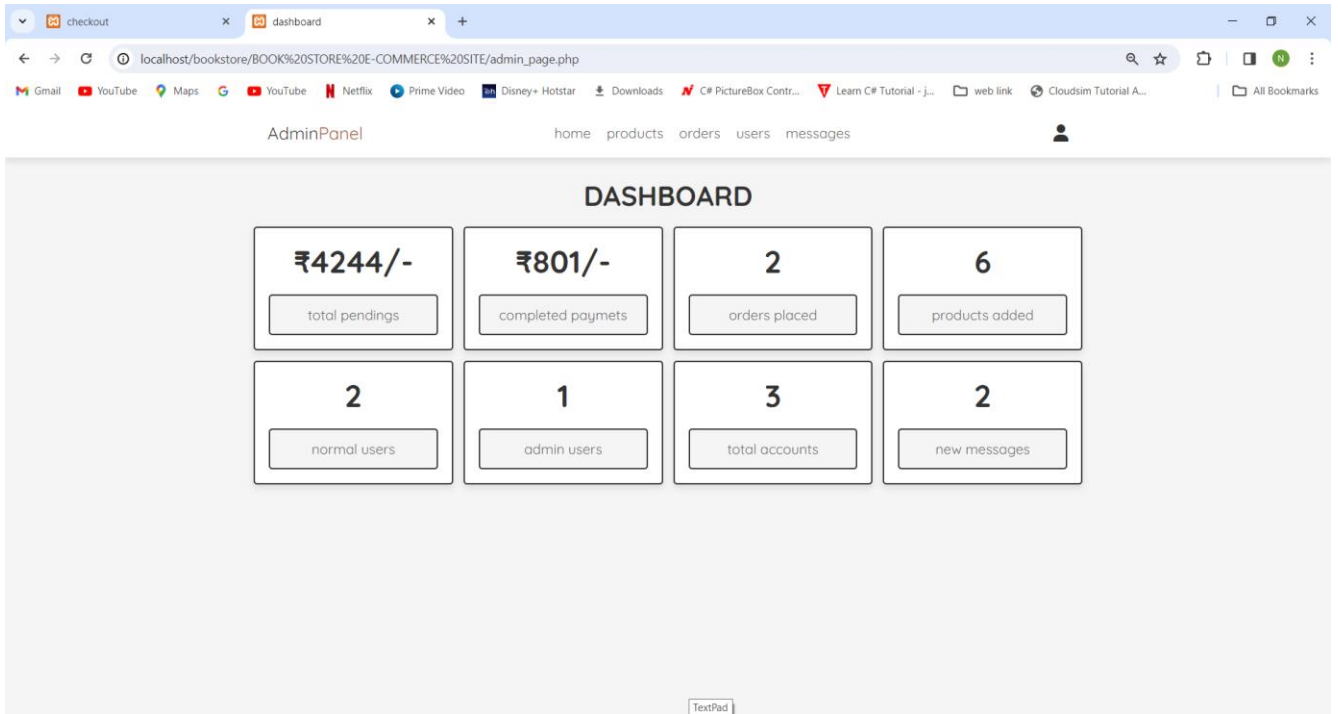 checkout
dashboard
localhost/bookstore/BOOK%20STORE%20E-COMMERCE%20SITE/admin_page.php
N
Gmail YouTube Maps YouTube Netflix Prime Video Disney+ Hotstar Downloads C# PictureBox Contr... Learn C# Tutorial - j... web link Cloudsim Tutorial A... All Bookmarks
AdminPanel home products orders users messages
DASHBOARD
₹4244/- ₹801/- 2 6
total pendings completed paymets orders placed products added
2 1 3 2
normal users admin users total accounts new messages
TextPad